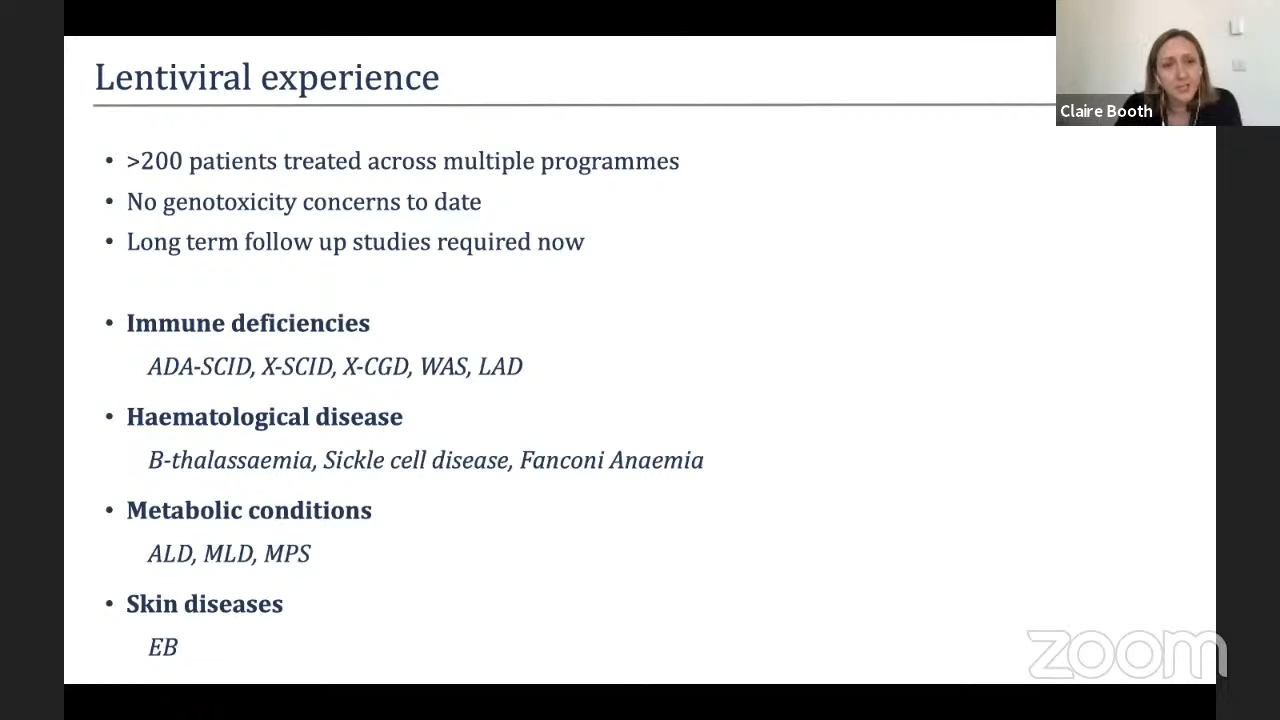 Lentiviral experience
Claire Booth
• >200 patients treated across multiple programmes
• No genotoxicity concerns to date
• Long term follow up studies required now
• Immune deficiencies
ADA-SCID, X-SCID, X-CGD, WAS, LAD
• Haematological disease
B-thalassaemia, Sickle cell disease, Fanconi Anaemia
• Metabolic conditions
ALD, MLD, MPS
• Skin diseases
EB
zoom